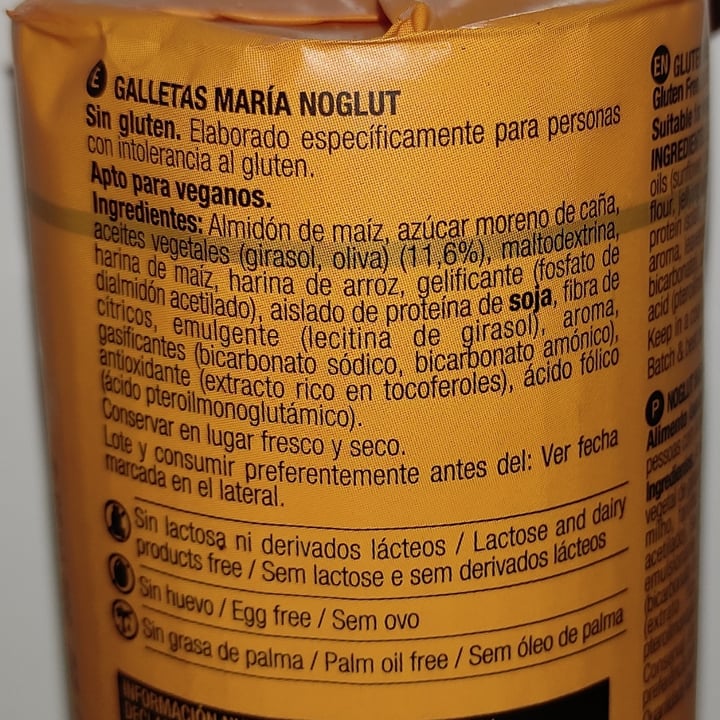 E GALLETAS MARÍA NOGLUT
Sin gluten. Elaborado específicamente para personas
con intolerancia al gluten.
Apto para veganos.
Ingredientes: Almidón de maíz, azúcar moreno de caña,
aceites vegetales (girasol, oliva) (11,6%), maltodextrina,
harina de maíz, harina de arroz, gelificante (fosfato de
dialmidón acetilado), aislado de proteína de soja, fibra de
cítricos, emulgente (lecitina de girasol), aroma,
gasificantes (bicarbonato sódico, bicarbonato amónico),
antioxidante (extracto rico en tocoferoles), ácido fólico
(ácido pteroilmonoglutámico).
Conservar en lugar fresco y seco.
Lote y consumir preferentemente antes del: Ver fecha
marcada en el lateral.
Sin lactosa ni derivados lácteos / Lactose and dairy
products free / Sem lactose e sem derivados lácteos
Sin huevo / Egg free / Sem ovo
Sin grasa de palma / Palm oil free / Sem óleo de palma
EN
Gluten
Suitable
oils
flour,
protein
aroma,
acid
Keep in a
Batch &
P NOGLUT
Alimento
pessoas
vegetal
milho,